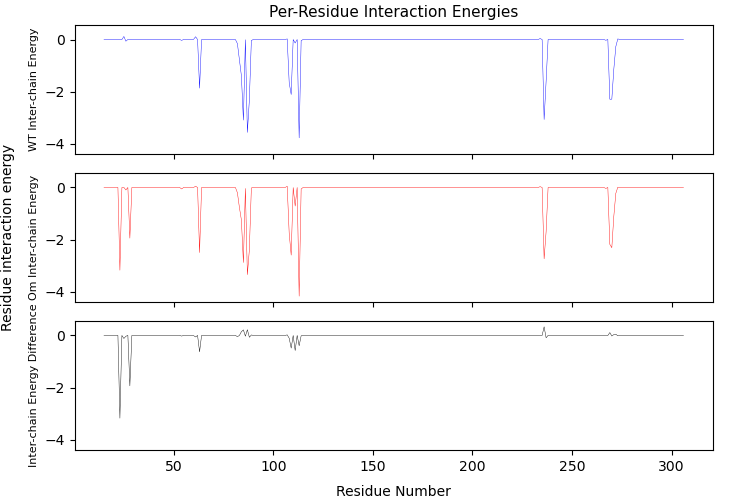 Per-Residue Interaction Energies
Residue interaction energy
WT Inter-chain Energy
0
−2
−4
Om Inter-chain Energy
0
−2
−4
Inter-chain Energy Difference
0
−2
−4
50
100
150
200
250
300
Residue Number